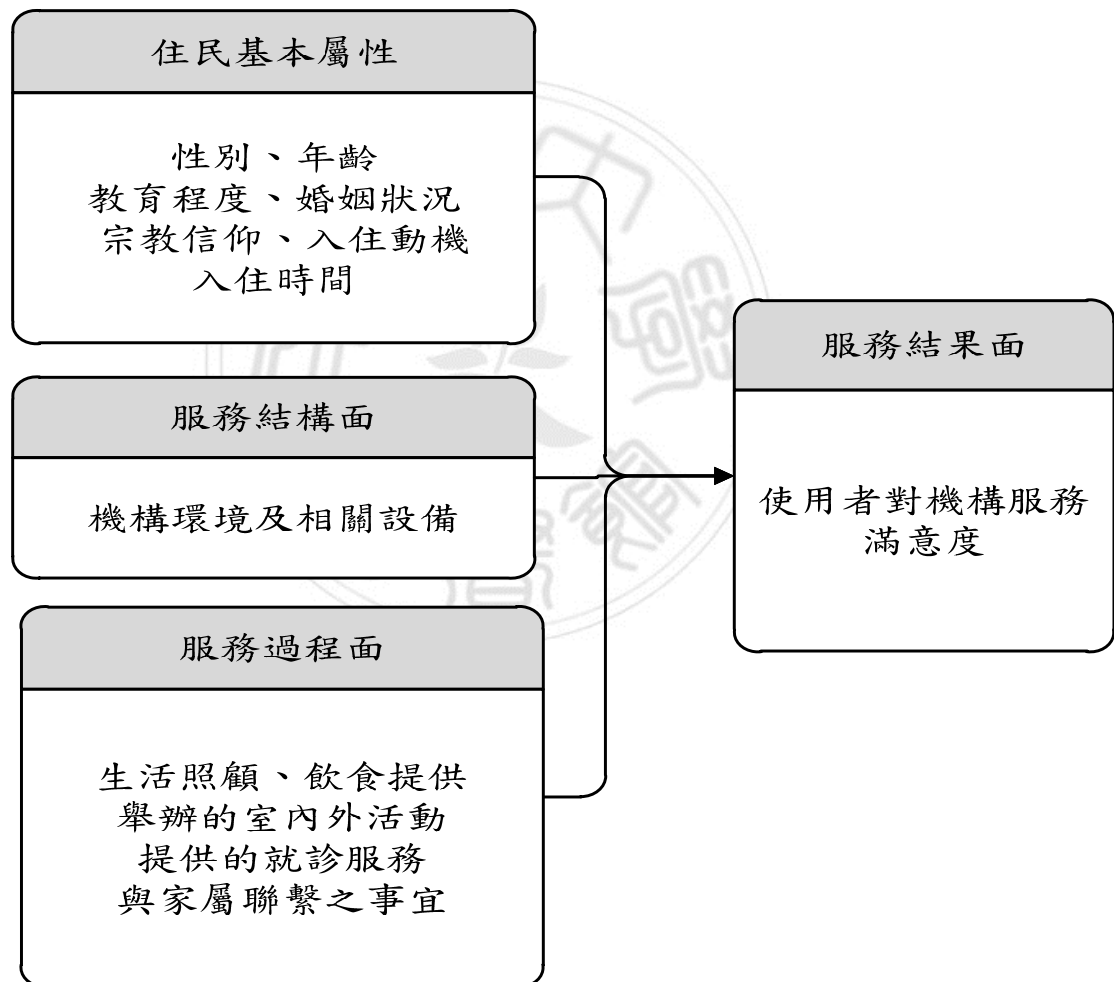 住民基本屬性
性別、年齡
教育程度、婚姻狀況
宗教信仰、入住動機
入住時間
服務結構面
機構環境及相關設備
服務過程面
生活照顧、飲食提供
舉辦的室內外活動
提供的就診服務
與家屬聯繫之事宜
服務結果面
使用者對機構服務
滿意度